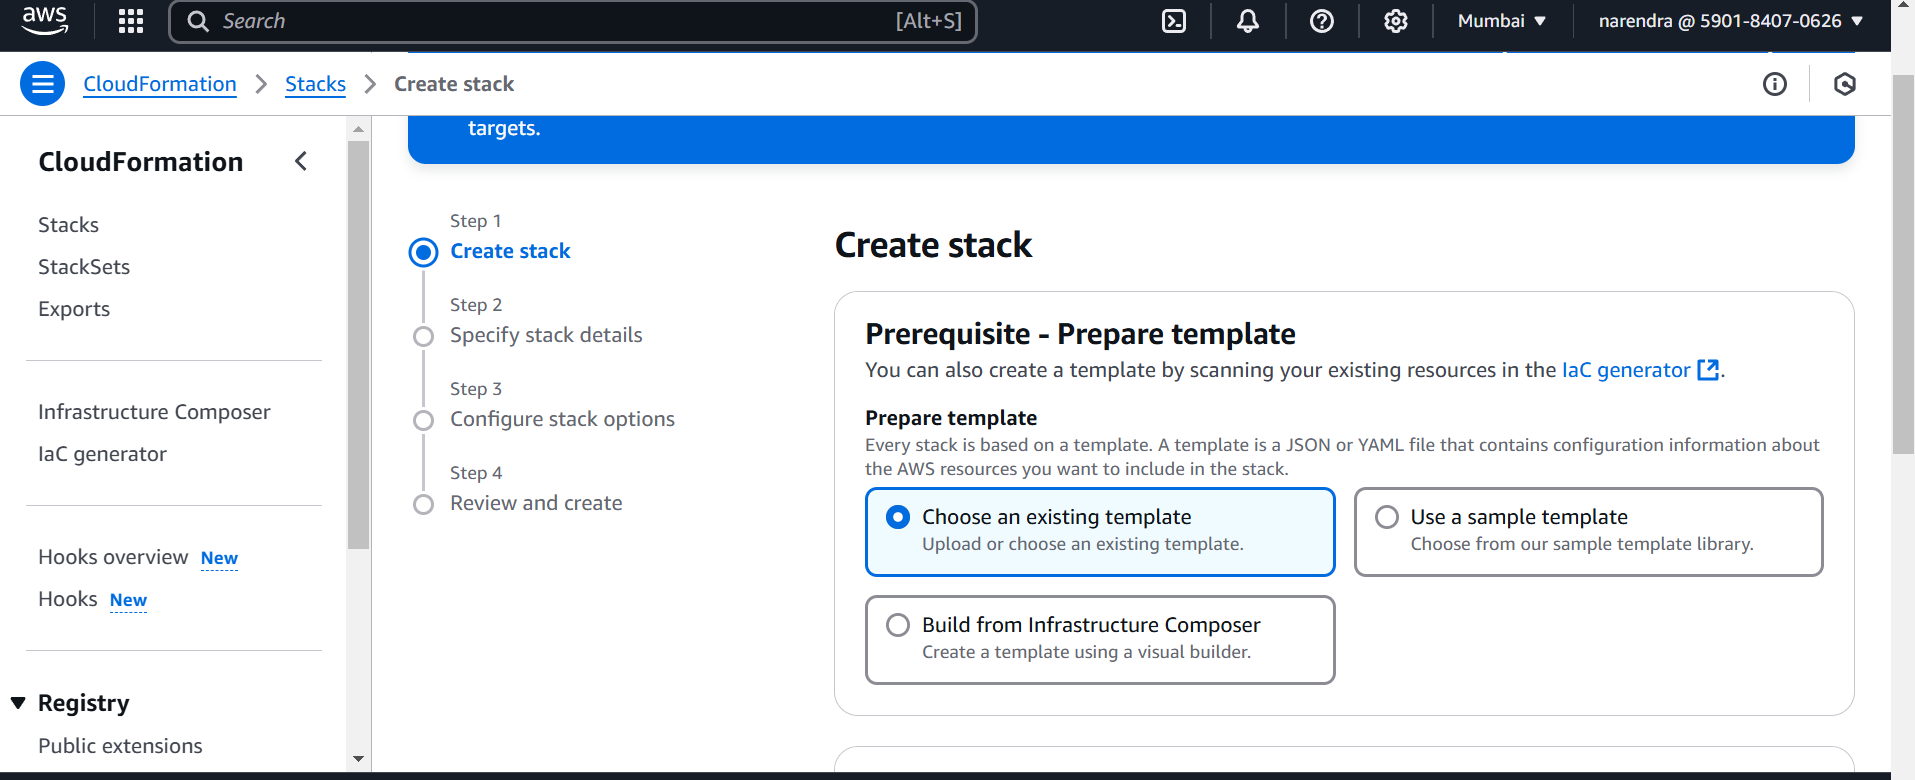 aws
Search
[Alt+S]
Mumbai
narendra @ 5901-8407-0626
CloudFormation
Stacks
Create stack
targets.
CloudFormation
Stacks
StackSets
Exports
Infrastructure Composer
IaC generator
Hooks overview New
Hooks New
Registry
Public extensions
Step 1
Create stack
Step 2
Specify stack details
Step 3
Configure stack options
Step 4
Review and create
Create stack
Prerequisite - Prepare template
You can also create a template by scanning your existing resources in the IaC generator.
Prepare template
Every stack is based on a template. A template is a JSON or YAML file that contains configuration information about
the AWS resources you want to include in the stack.
Choose an existing template
Upload or choose an existing template.
Use a sample template
Choose from our sample template library.
Build from Infrastructure Composer
Create a template using a visual builder.